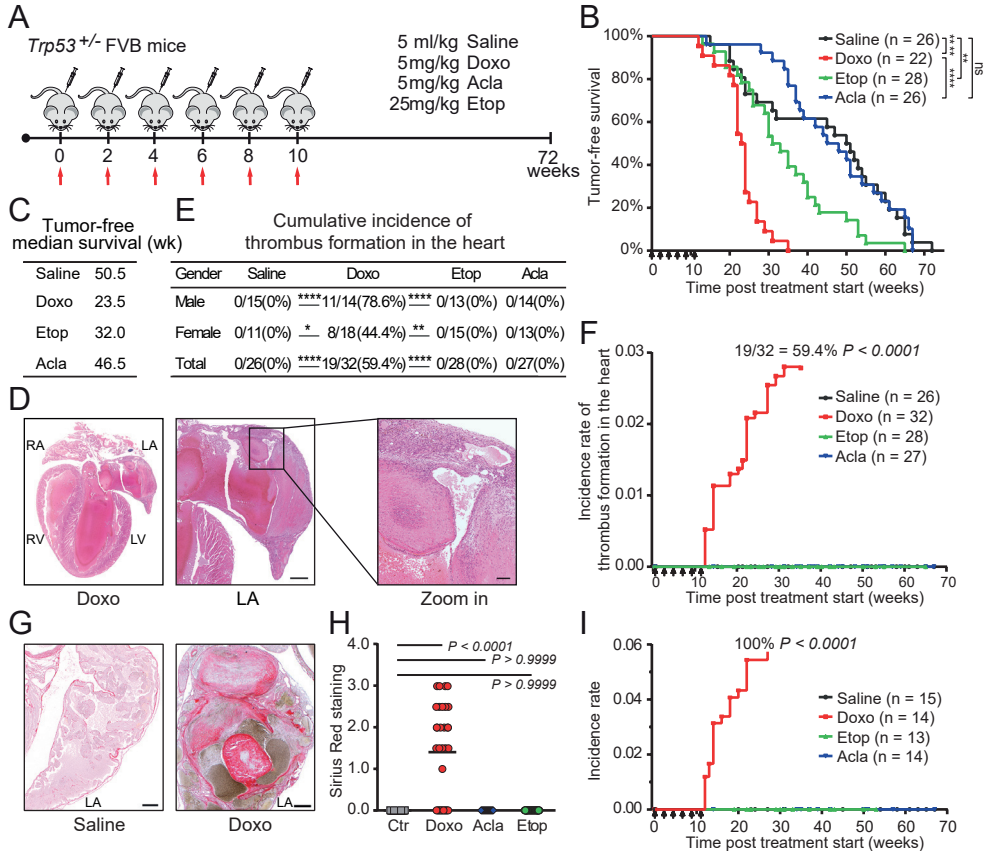 A
Trp53 +/- FVB mice
5 ml/kg Saline
5mg/kg Doxo
5mg/kg Acla
25mg/kg Etop
0 2 4 6 8 10 72
weeks
B
Tumor-free survival
100%
80%
60%
40%
20%
0%
0 10 20 30 40 50 60 70
Time post treatment start (weeks)
Saline (n = 26)
Doxo (n = 22)
Etop (n = 28)
Acla (n = 26)
****
****
**
ns
C
Tumor-free
median survival (wk)
Saline 50.5
Doxo 23.5
Etop 32.0
Acla 46.5
E
Cumulative incidence of
thrombus formation in the heart
Gender Saline Doxo Etop Acla
Male 0/15(0%) **** 11/14(78.6%) **** 0/13(0%) 0/14(0%)
Female 0/11(0%) * 8/18(44.4%) ** 0/15(0%) 0/13(0%)
Total 0/26(0%) **** 19/32(59.4%) **** 0/28(0%) 0/27(0%)
D
RA LA
RV LV
Doxo
LA
Zoom in
F
19/32 = 59.4% P < 0.0001
Incidence rate of
thrombus formation in the heart
0.03
0.02
0.01
0.00
0 10 20 30 40 50 60 70
Time post treatment start (weeks)
Saline (n = 26)
Doxo (n = 32)
Etop (n = 28)
Acla (n = 27)
G
LA
Saline
LA
Doxo
H
Sirius Red staining
4.0
3.0
2.0
1.0
0.0
P < 0.0001
P > 0.9999
P > 0.9999
Ctr Doxo Acla Etop
I
100% P < 0.0001
Incidence rate
0.06
0.04
0.02
0.00
0 10 20 30 40 50 60 70
Time post treatment start (weeks)
Saline (n = 15)
Doxo (n = 14)
Etop (n = 13)
Acla (n = 14)